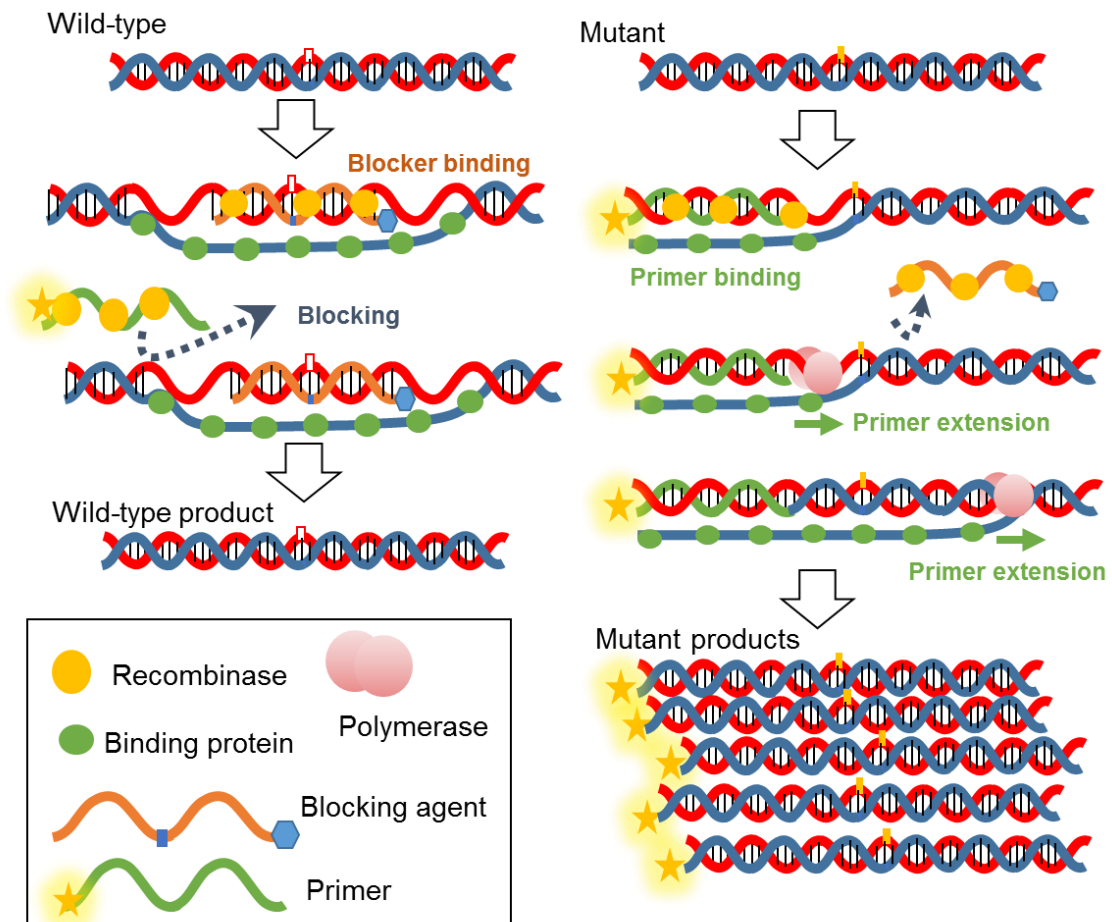 Wild-type
Blocker binding
Blocking
Wild-type product
Recombinase
Polymerase
Binding protein
Blocking agent
Primer
Mutant
Primer binding
Primer extension
Primer extension
Mutant products